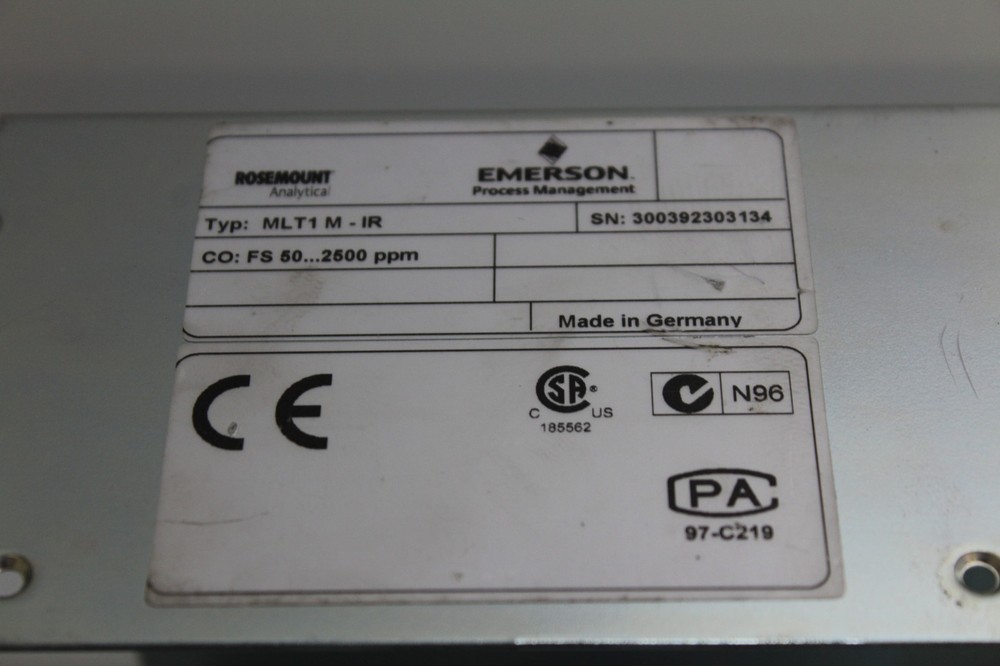 ROSEMOUNT
Analytical
EMERSON
Process Management
Typ: MLT1 M - IR
SN: 300392303134
CO: FS 50...2500 ppm
Made in Germany
CE
CSA
C US
185562
N96
PA
97-C219